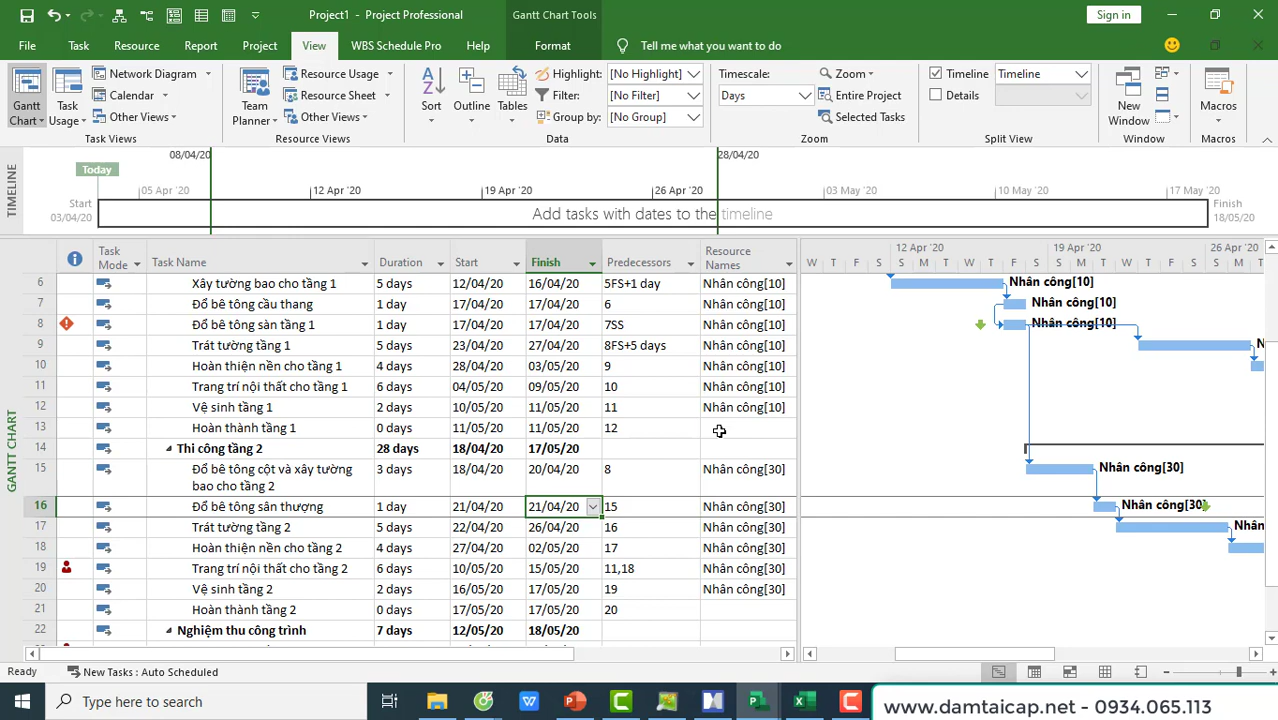 Project1 - Project Professional
Gantt Chart Tools
Sign in
File Task Resource Report Project View WBS Schedule Pro Help Format Tell me what you want to do
Gantt Chart
Task Usage
Network Diagram
Calendar
Other Views
Task Views
Team Planner
Resource Usage
Resource Sheet
Other Views
Resource Views
Sort
Outline
Tables
Highlight: [No Highlight]
Filter: [No Filter]
Group by: [No Group]
Data
Timescale:
Days
Zoom
Entire Project
Selected Tasks
Zoom
Timeline Timeline
Details
Split View
New Window
Window
Macros
Macros
TIMELINE
08/04/20 28/04/20
Today
05 Apr '20 12 Apr '20 19 Apr '20 26 Apr '20 03 May '20 10 May '20 17 May '20
Start
03/04/20
Add tasks with dates to the timeline
Finish
18/05/20
GANTT CHART
Task Mode Task Name Duration Start Finish Predecessors Resource Names
12 Apr '20 19 Apr '20 26 Apr '20
W T F S S M T W T F S S M T W T F S S M T
6 Xây tường bao cho tầng 1 5 days 12/04/20 16/04/20 5FS+1 day Nhân công[10] Nhân công[10]
7 Đổ bê tông cầu thang 1 day 17/04/20 17/04/20 6 Nhân công[10] Nhân công[10]
8 Đổ bê tông sàn tầng 1 1 day 17/04/20 17/04/20 7SS Nhân công[10] Nhân công[10]
9 Trát tường tầng 1 5 days 23/04/20 27/04/20 8FS+5 days Nhân công[10] N
10 Hoàn thiện nền cho tầng 1 4 days 28/04/20 03/05/20 9 Nhân công[10]
11 Trang trí nội thất cho tầng 1 6 days 04/05/20 09/05/20 10 Nhân công[10]
12 Vệ sinh tầng 1 2 days 10/05/20 11/05/20 11 Nhân công[10]
13 Hoàn thành tầng 1 0 days 11/05/20 11/05/20 12
14 Thi công tầng 2 28 days 18/04/20 17/05/20
15 Đổ bê tông cột và xây tường bao cho tầng 2 3 days 18/04/20 20/04/20 8 Nhân công[30] Nhân công[30]
16 Đổ bê tông sân thượng 1 day 21/04/20 21/04/20 15 Nhân công[30] Nhân công[30]
17 Trát tường tầng 2 5 days 22/04/20 26/04/20 16 Nhân công[30] Nhân
18 Hoàn thiện nền cho tầng 2 4 days 27/04/20 02/05/20 17 Nhân công[30]
19 Trang trí nội thất cho tầng 2 6 days 10/05/20 15/05/20 11,18 Nhân công[30]
20 Vệ sinh tầng 2 2 days 16/05/20 17/05/20 19 Nhân công[30]
21 Hoàn thành tầng 2 0 days 17/05/20 17/05/20 20
22 Nghiệm thu công trình 7 days 12/05/20 18/05/20
Ready New Tasks : Auto Scheduled
Type here to search
www.damtaicap.net - 0934.065.113